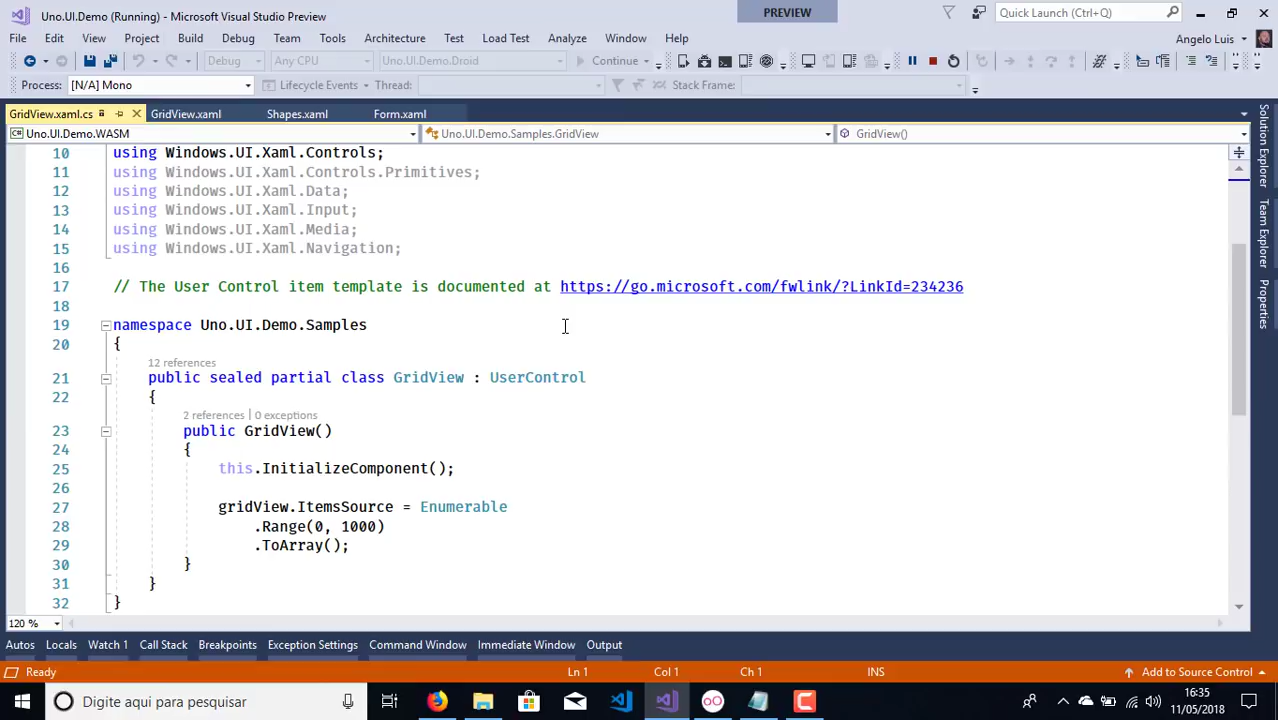 Uno.UI.Demo (Running) - Microsoft Visual Studio Preview
PREVIEW
Quick Launch (Ctrl+Q)
File Edit View Project Build Debug Team Tools Architecture Test Load Test Analyze Window Help
Angelo Luis
Debug Any CPU Uno.UI.Demo.Droid Continue
Process: [N/A] Mono Lifecycle Events Thread: Stack Frame:
GridView.xaml.cs GridView.xaml Shapes.xaml Form.xaml
Uno.UI.Demo.WASM Uno.UI.Demo.Samples.GridView GridView()
10 using Windows.UI.Xaml.Controls;
11 using Windows.UI.Xaml.Controls.Primitives;
12 using Windows.UI.Xaml.Data;
13 using Windows.UI.Xaml.Input;
14 using Windows.UI.Xaml.Media;
15 using Windows.UI.Xaml.Navigation;
16
17 // The User Control item template is documented at https://go.microsoft.com/fwlink/?LinkId=234236
18
19 namespace Uno.UI.Demo.Samples
20 {
12 references
21 public sealed partial class GridView : UserControl
22 {
2 references | 0 exceptions
23 public GridView()
24 {
25 this.InitializeComponent();
26
27 gridView.ItemsSource = Enumerable
28 .Range(0, 1000)
29 .ToArray();
30 }
31 }
32 }
120 %
Solution Explorer
Team Explorer
Properties
Autos Locals Watch 1 Call Stack Breakpoints Exception Settings Command Window Immediate Window Output
Ready Ln 1 Col 1 Ch 1 INS Add to Source Control
Digite aqui para pesquisar
16:35
11/05/2018